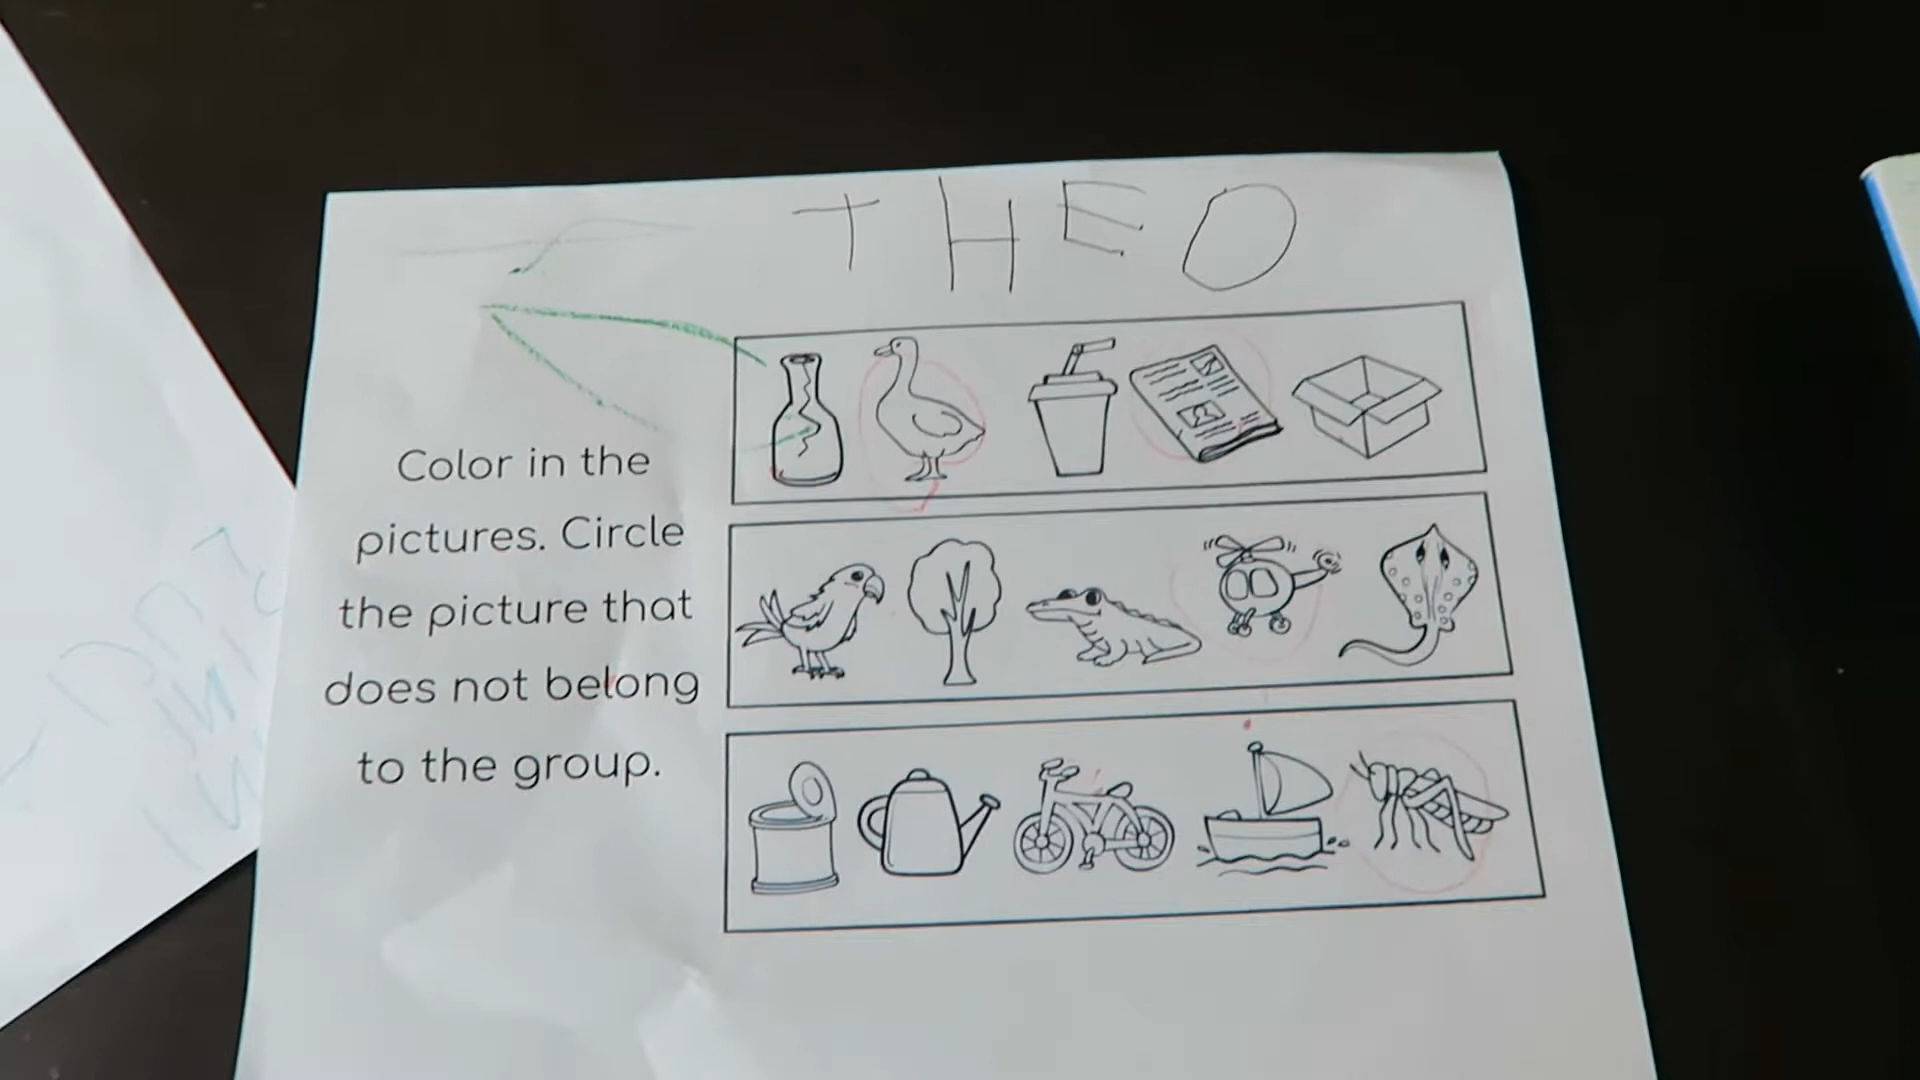 THEO
Color in the
pictures. Circle
the picture that
does not belong
to the group.